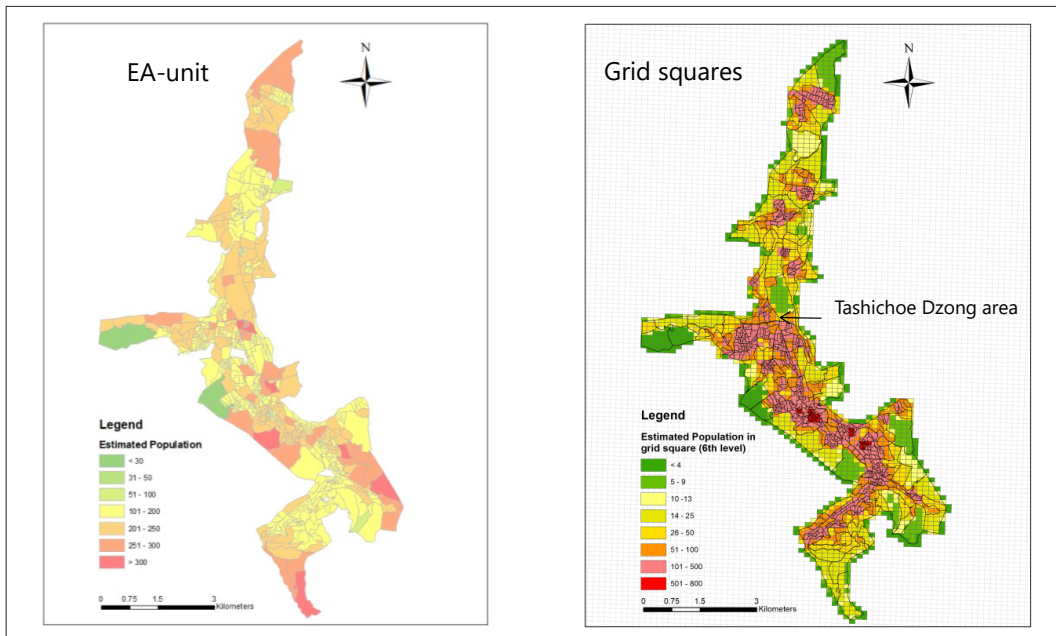 EA-unit
N
Legend
Estimated Population
< 30
31 - 50
51 - 100
101 - 200
201 - 250
251 - 300
> 300
0 0.75 1.5 3
Kilometers
Grid squares
N
Tashichoe Dzong area
Legend
Estimated Population in
grid square (6th level)
< 4
5 - 9
10 -13
14 - 25
26 - 50
51 - 100
101 - 500
501 - 800
0 0.75 1.5 3
Kilometers